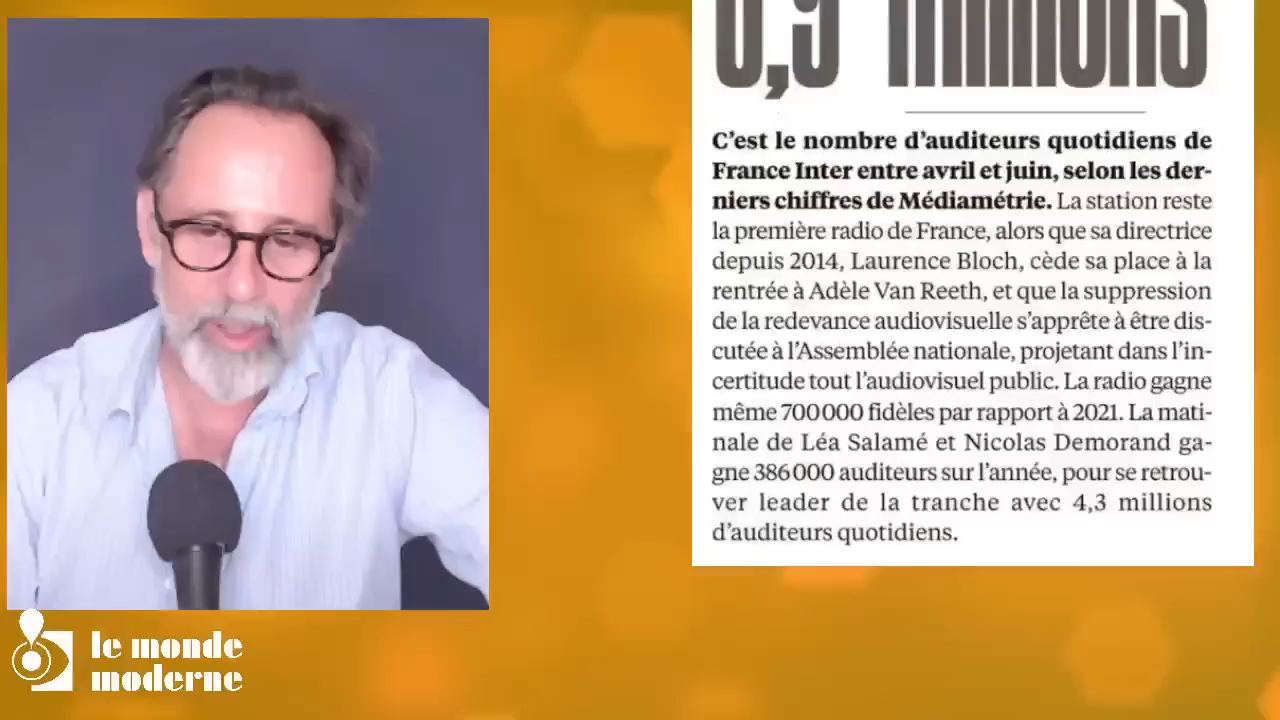 6,9 millions
C’est le nombre d’auditeurs quotidiens de
France Inter entre avril et juin, selon les der-
niers chiffres de Médiamétrie. La station reste
la première radio de France, alors que sa directrice
depuis 2014, Laurence Bloch, cède sa place à la
rentrée à Adèle Van Reeth, et que la suppression
de la redevance audiovisuelle s’apprête à être dis-
cutée à l’Assemblée nationale, projetant dans l’in-
certitude tout l’audiovisuel public. La radio gagne
même 700 000 fidèles par rapport à 2021. La mati-
nale de Léa Salamé et Nicolas Demorand ga-
gne 386 000 auditeurs sur l’année, pour se retrou-
ver leader de la tranche avec 4,3 millions
d’auditeurs quotidiens.
le monde
moderne